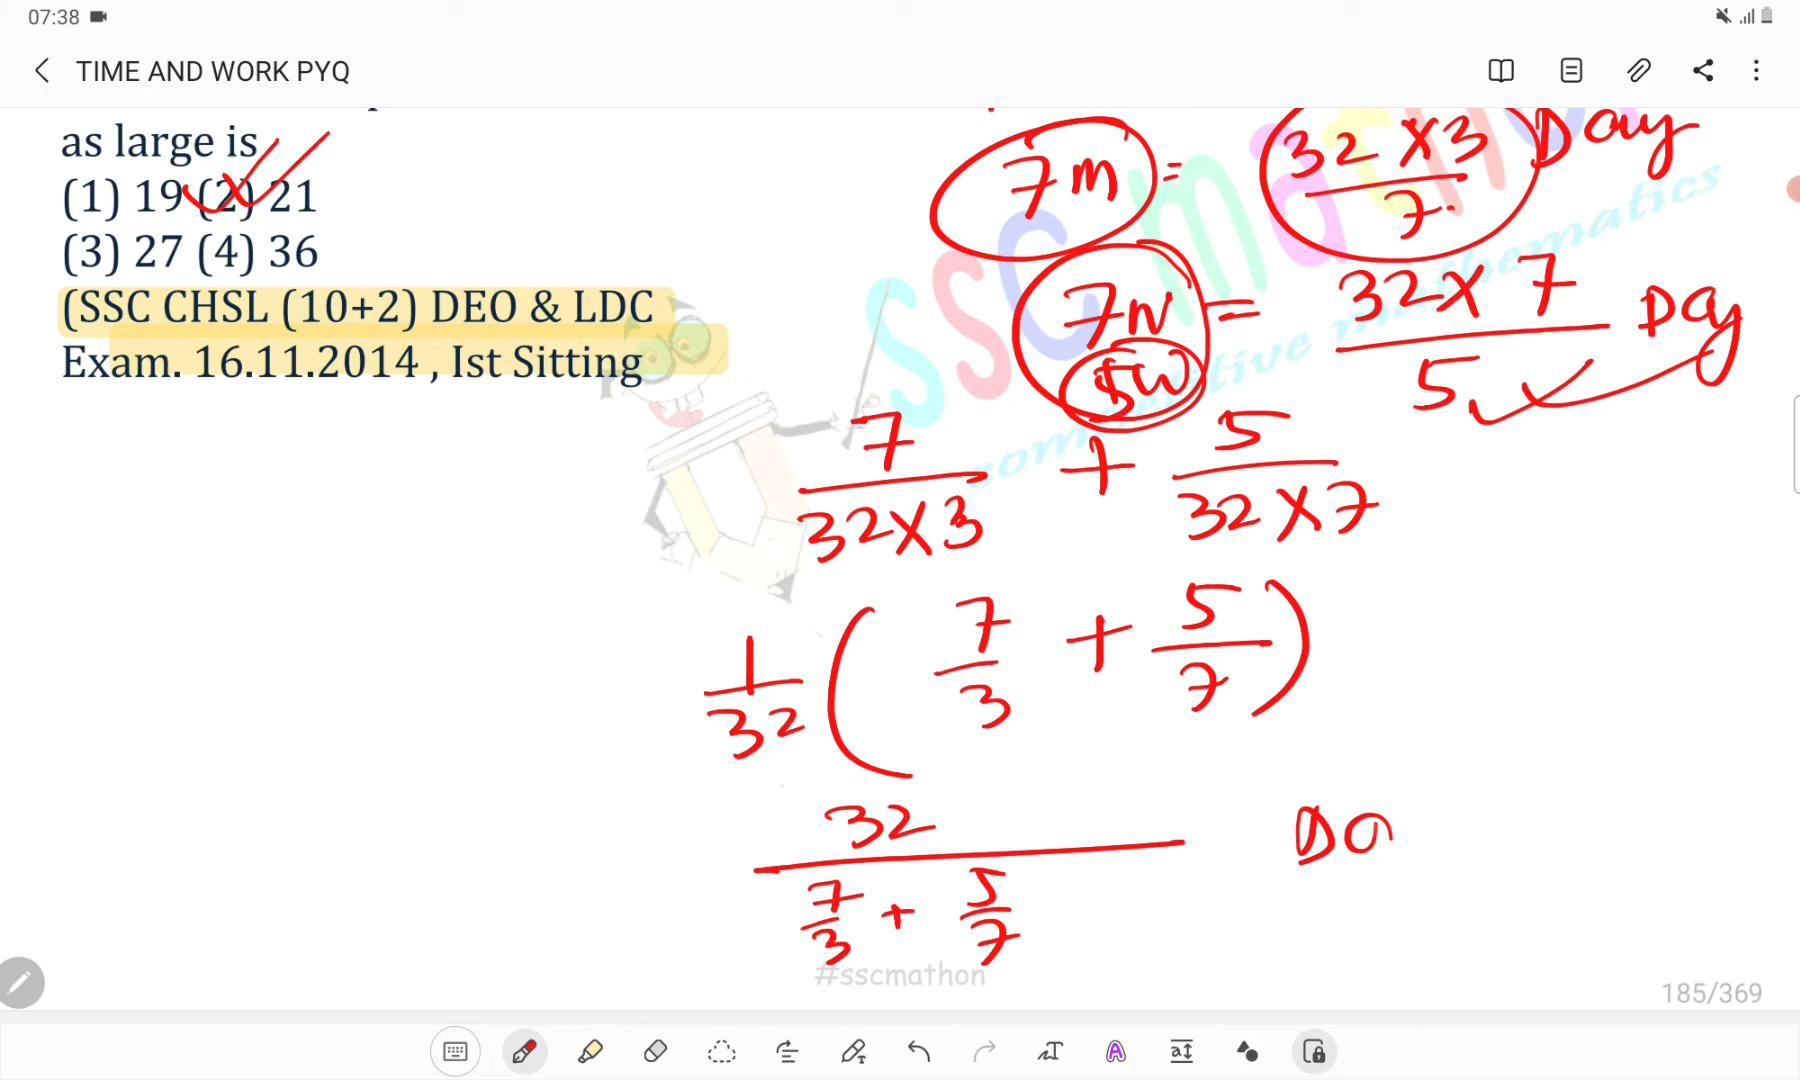 07:38
TIME AND WORK PYQ
as large is
(1) 19 (2) 21
(3) 27 (4) 36
(SSC CHSL (10+2) DEO & LDC
Exam. 16.11.2014 , Ist Sitting
7m = 32 X 3 / 7 Day
7w = 32 X 7 / 5 Day
5w
7 / 32 X 3 + 5 / 32 X 7
1 / 32 ( 7 / 3 + 5 / 7 )
32 / 7 / 3 + 5 / 7 Da
ssc mathon
#sscmathon
185/369